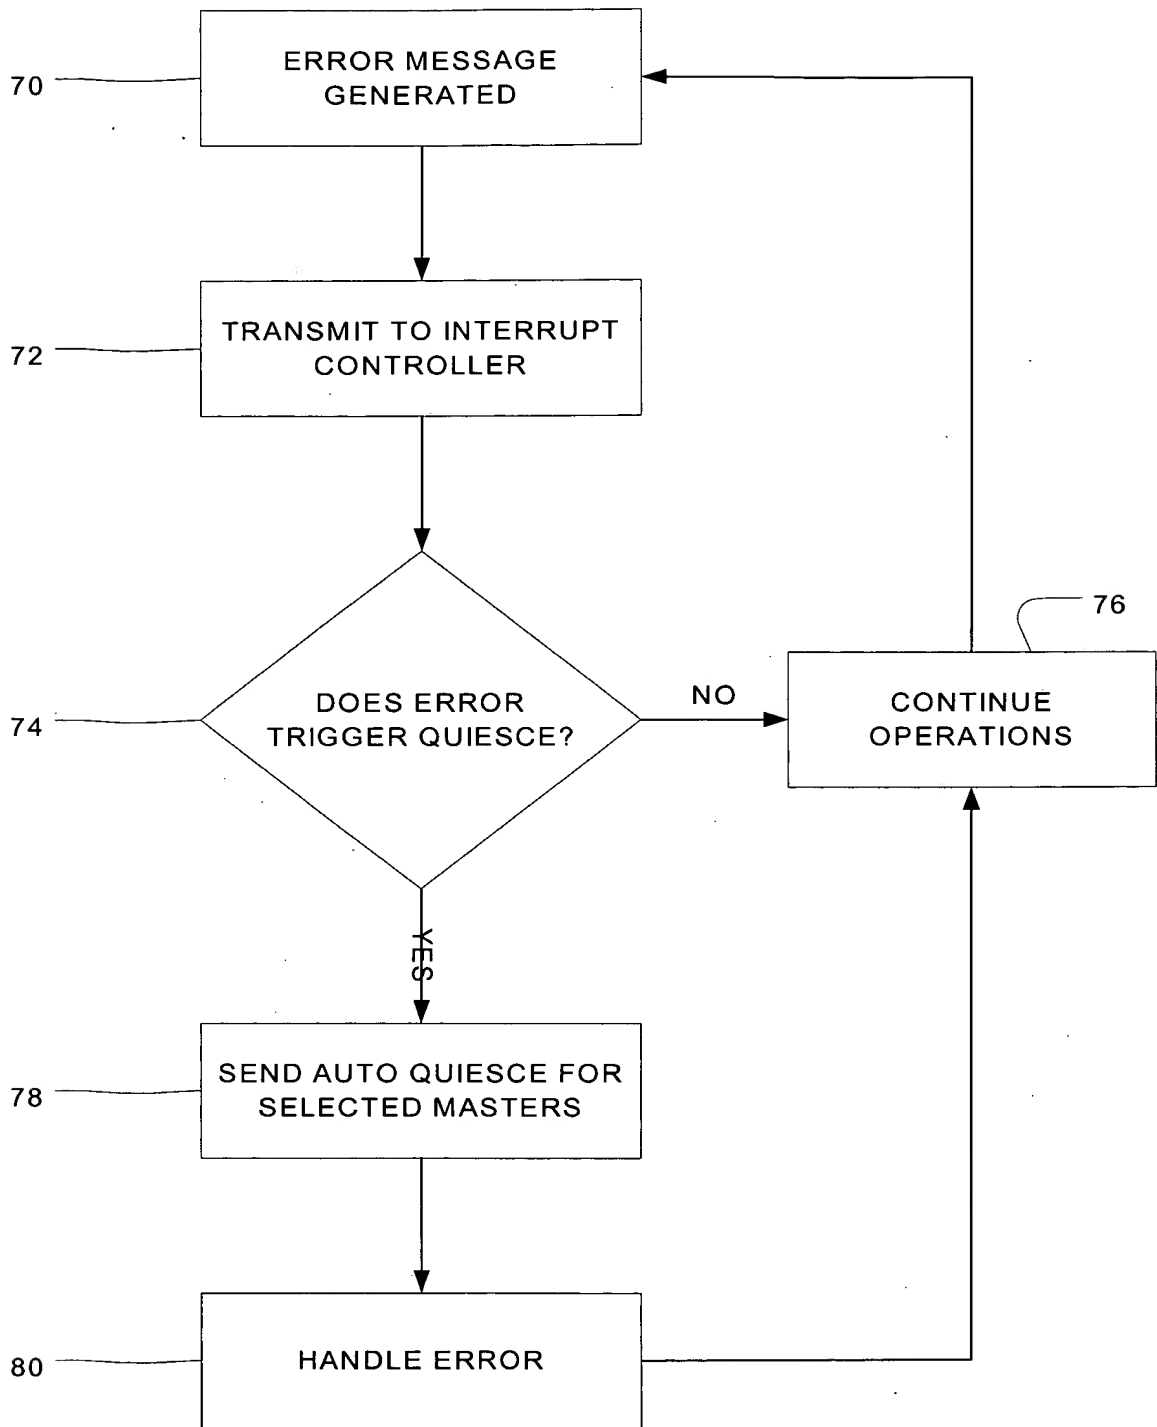 70
ERROR MESSAGE
GENERATED
72
TRANSMIT TO INTERRUPT
CONTROLLER
76
74
DOES ERROR
TRIGGER QUIESCE?
NO
CONTINUE
OPERATIONS
YES
78
SEND AUTO QUIESCE FOR
SELECTED MASTERS
80
HANDLE ERROR